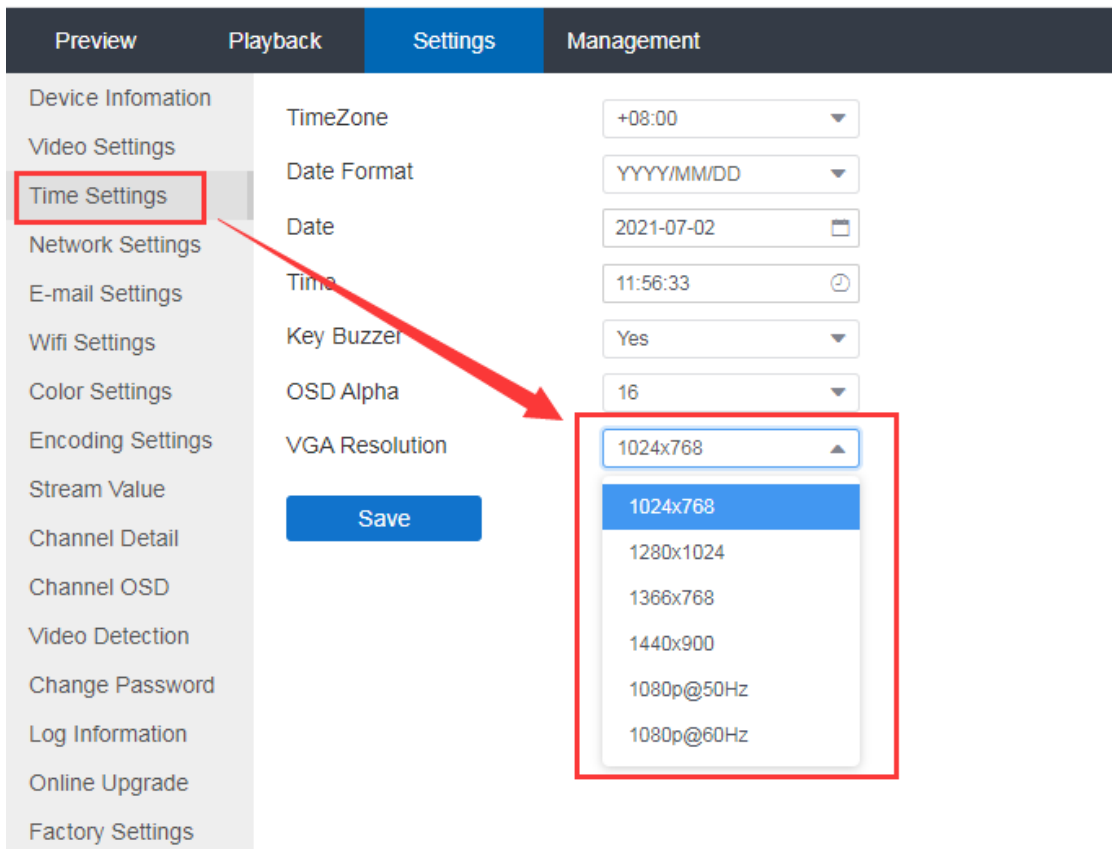 Preview Playback Settings Management
Device Infomation
Video Settings
Time Settings
Network Settings
E-mail Settings
Wifi Settings
Color Settings
Encoding Settings
Stream Value
Channel Detail
Channel OSD
Video Detection
Change Password
Log Information
Online Upgrade
Factory Settings
TimeZone +08:00
Date Format YYYY/MM/DD
Date 2021-07-02
Time 11:56:33
Key Buzzer Yes
OSD Alpha 16
VGA Resolution 1024x768
1024x768
1280x1024
1366x768
1440x900
1080p@50Hz
1080p@60Hz
Save